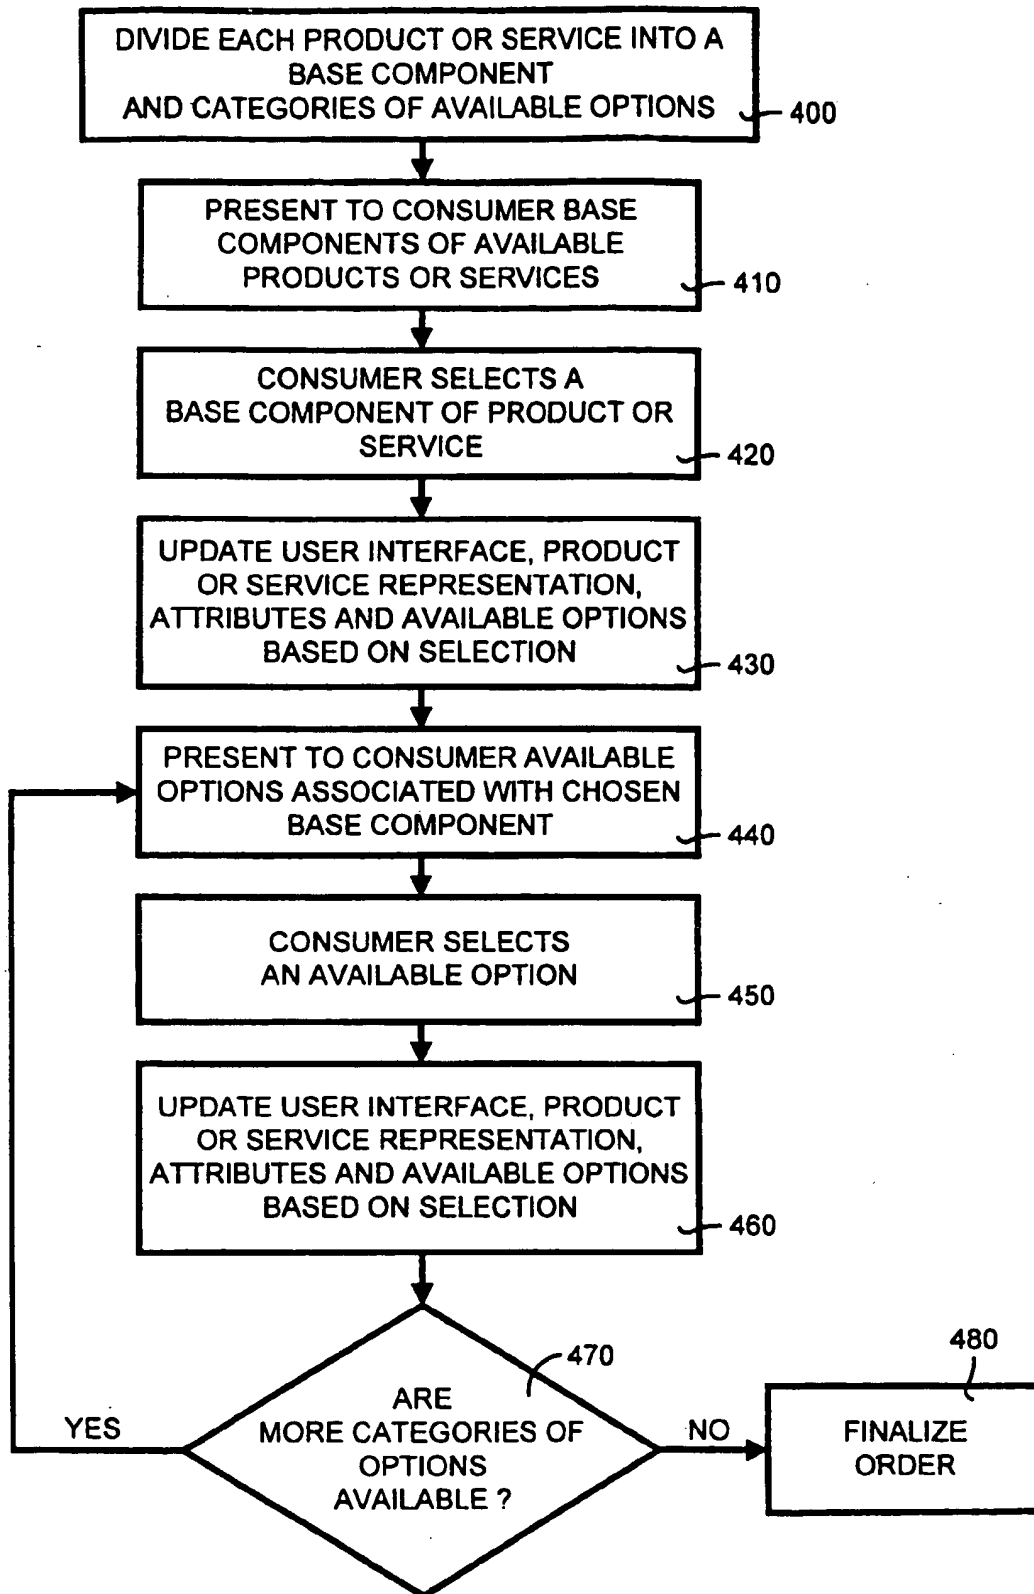 DIVIDE EACH PRODUCT OR SERVICE INTO A
BASE COMPONENT
AND CATEGORIES OF AVAILABLE OPTIONS
400
PRESENT TO CONSUMER BASE
COMPONENTS OF AVAILABLE
PRODUCTS OR SERVICES
410
CONSUMER SELECTS A
BASE COMPONENT OF PRODUCT OR
SERVICE
420
UPDATE USER INTERFACE, PRODUCT
OR SERVICE REPRESENTATION,
ATTRIBUTES AND AVAILABLE OPTIONS
BASED ON SELECTION
430
PRESENT TO CONSUMER AVAILABLE
OPTIONS ASSOCIATED WITH CHOSEN
BASE COMPONENT
440
CONSUMER SELECTS
AN AVAILABLE OPTION
450
UPDATE USER INTERFACE, PRODUCT
OR SERVICE REPRESENTATION,
ATTRIBUTES AND AVAILABLE OPTIONS
BASED ON SELECTION
460
470
ARE
MORE CATEGORIES OF
OPTIONS
AVAILABLE ?
YES
NO
480
FINALIZE
ORDER